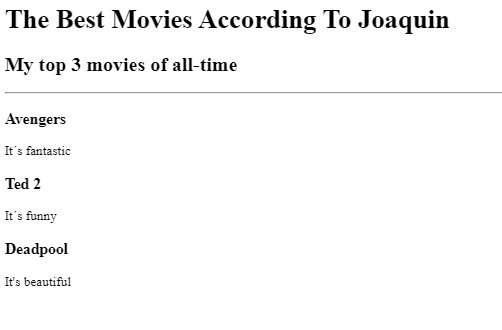 The Best Movies According To Joaquin
My top 3 movies of all-time
Avengers
It´s fantastic
Ted 2
It´s funny
Deadpool
It's beautiful